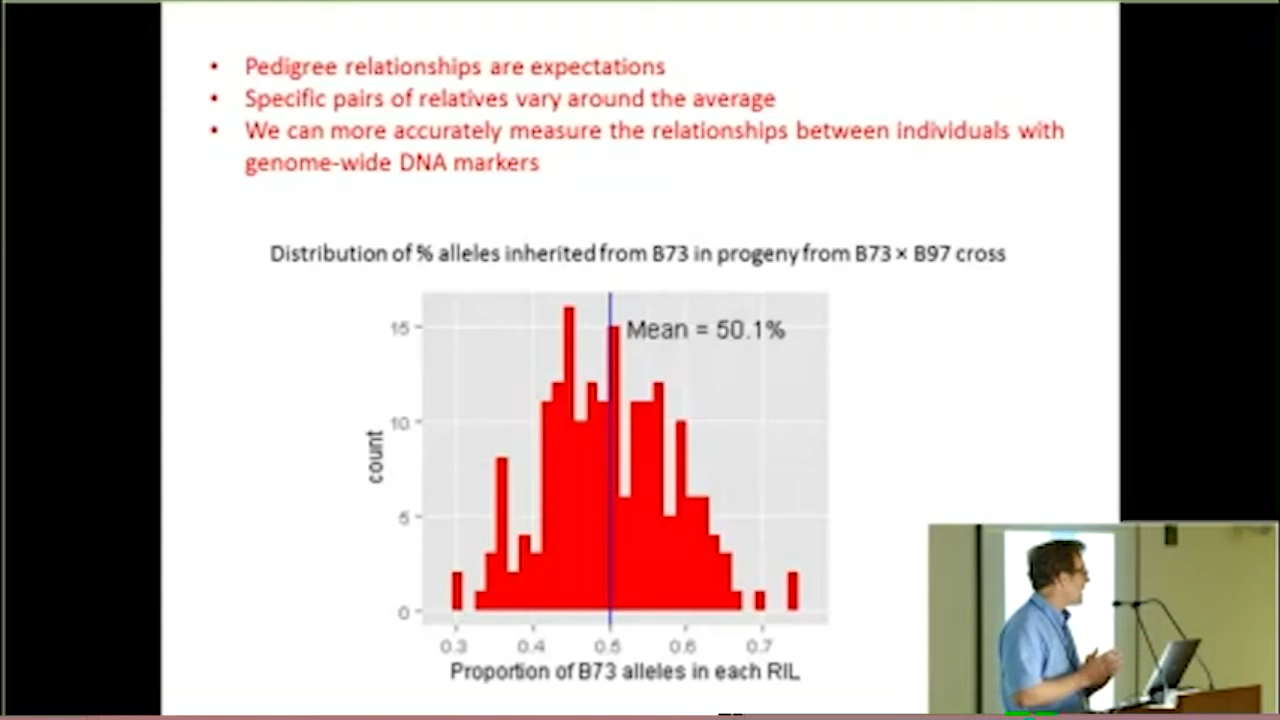 • Pedigree relationships are expectations
• Specific pairs of relatives vary around the average
• We can more accurately measure the relationships between individuals with
genome-wide DNA markers
Distribution of % alleles inherited from B73 in progeny from B73 × B97 cross
Mean = 50.1%
15
10
5
0
count
0.3 0.4 0.5 0.6 0.7
Proportion of B73 alleles in each RIL